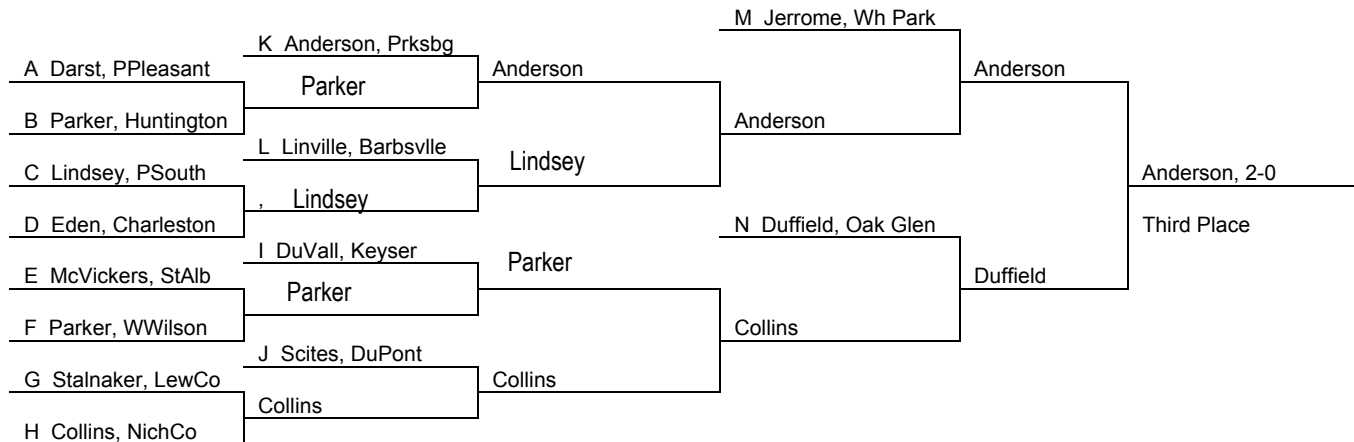 M Jerrome, Wh Park
K Anderson, Prksbg
A Darst, PPleasant
Anderson
Anderson
Parker
B Parker, Huntington
Anderson
L Linville, Barbsvlle
Lindsey
C Lindsey, PSouth
Anderson, 2-0
, Lindsey
D Eden, Charleston
N Duffield, Oak Glen
Third Place
I DuVall, Keyser
Parker
E McVickers, StAlb
Duffield
Parker
F Parker, WWilson
Collins
J Scites, DuPont
G Stalnaker, LewCo
Collins
Collins
H Collins, NichCo